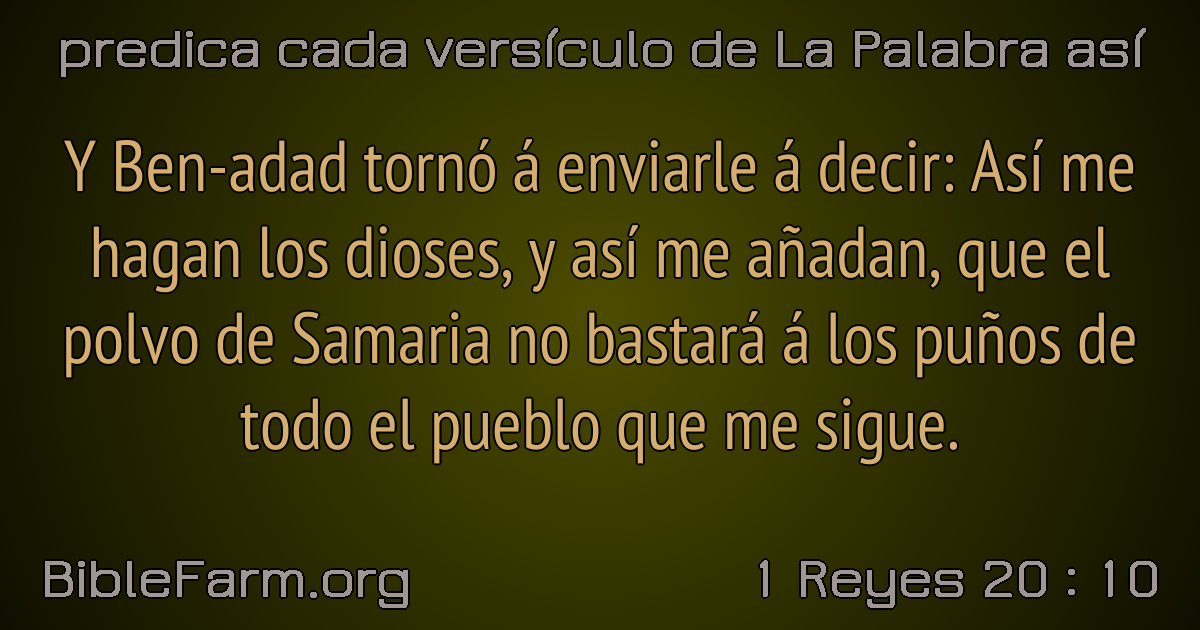 predica cada versículo de La Palabra así
Y Ben-adad tornó á enviarle á decir: Así me
hagan los dioses, y así me añadan, que el
polvo de Samaria no bastará á los puños de
todo el pueblo que me sigue.
BibleFarm.org
1 Reyes 20 : 10